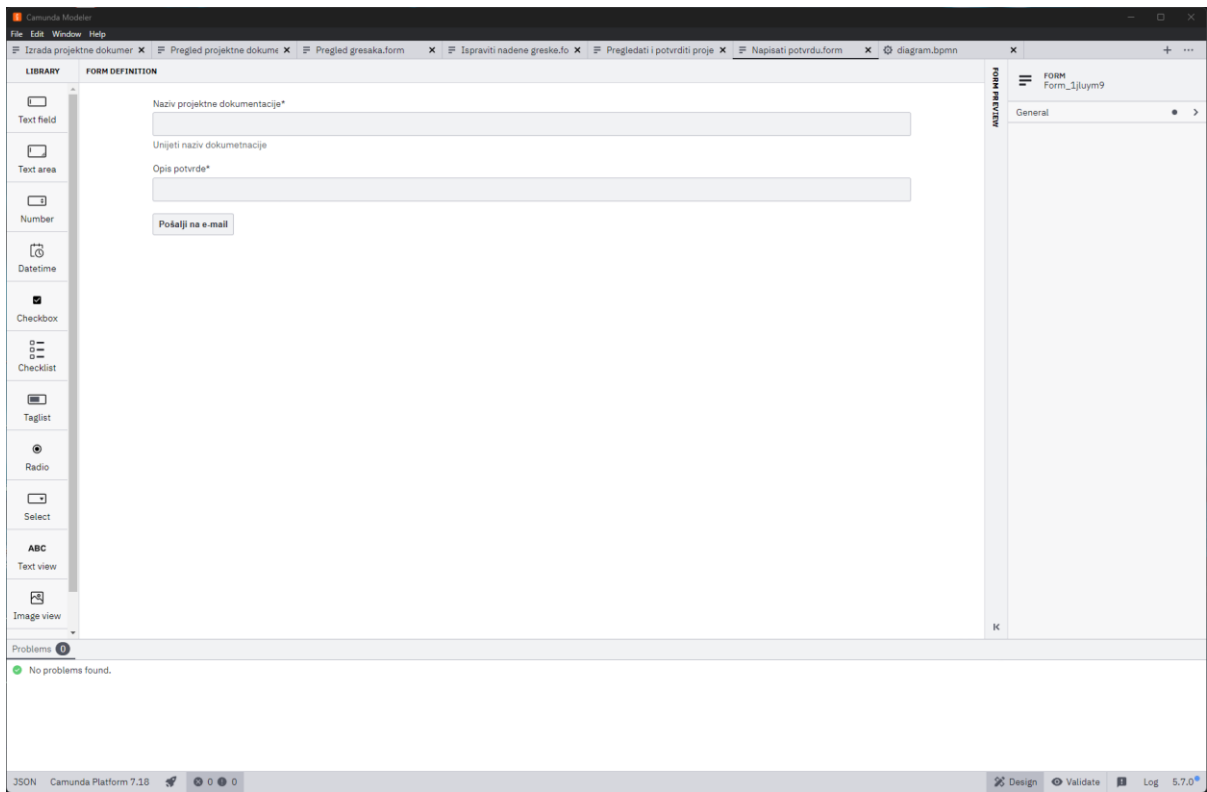 Camunda Modeler
File Edit Window Help
Izrada projektne dokumer Pregled projektne dokume Pregled gresaka.form Ispraviti nadene greske.fo Pregledati i potvrditi proje Napisati potvrdu.form diagram.bpmn
LIBRARY FORM DEFINITION
FORM PREVIEW
FORM
Form_1jluym9
General
Text field
Text area
Number
Datetime
Checkbox
Checklist
Taglist
Radio
Select
ABC
Text view
Image view
Naziv projektne dokumentacije*
Unijeti naziv dokumetnacije
Opis potvrde*
Pošalji na e-mail
Problems 0
No problems found.
JSON Camunda Platform 7.18 0 0 Design Validate Log 5.7.0